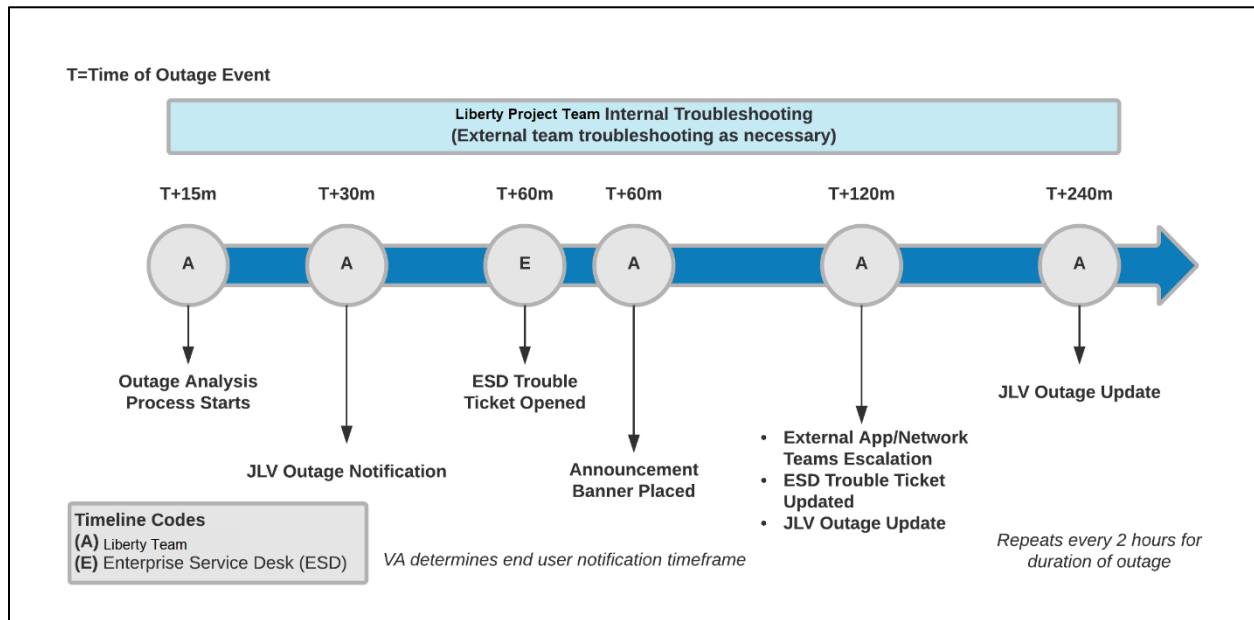 T=Time of Outage Event
Liberty Project Team Internal Troubleshooting
(External team troubleshooting as necessary)
T+15m
T+30m
T+60m
T+60m
T+120m
T+240m
A
A
E
A
A
A
Outage Analysis
Process Starts
JLV Outage Notification
ESD Trouble
Ticket Opened
Announcement
Banner Placed
• External App/Network
Teams Escalation
• ESD Trouble Ticket
Updated
• JLV Outage Update
JLV Outage Update
Timeline Codes
(A) Liberty Team
(E) Enterprise Service Desk (ESD)
VA determines end user notification timeframe
Repeats every 2 hours for
duration of outage